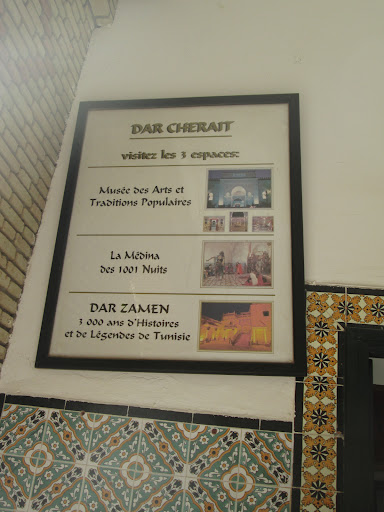 DAR CHERAIT
visitez les 3 espaces:
Musée des Arts et
Traditions Populaires
La Médina
des 1001 Nuits
DAR ZAMEN
3 000 ans d'Histoires
et de Légendes de Tunisie